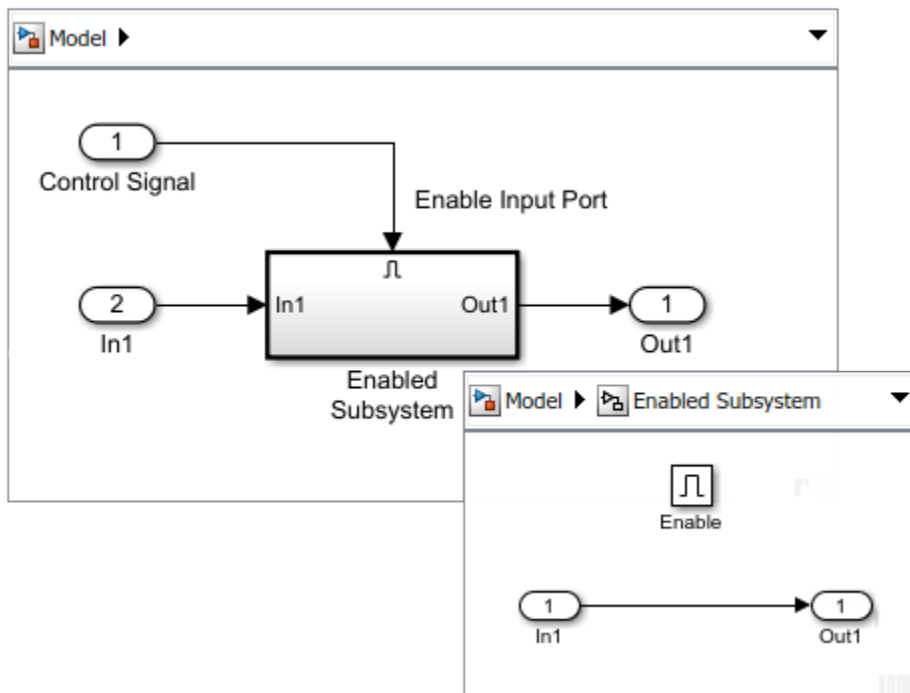 Model
1
Control Signal
Enable Input Port
2
In1
In1
Out1
1
Out1
Enabled
Subsystem
Model Enabled Subsystem
Enable
1
In1
1
Out1